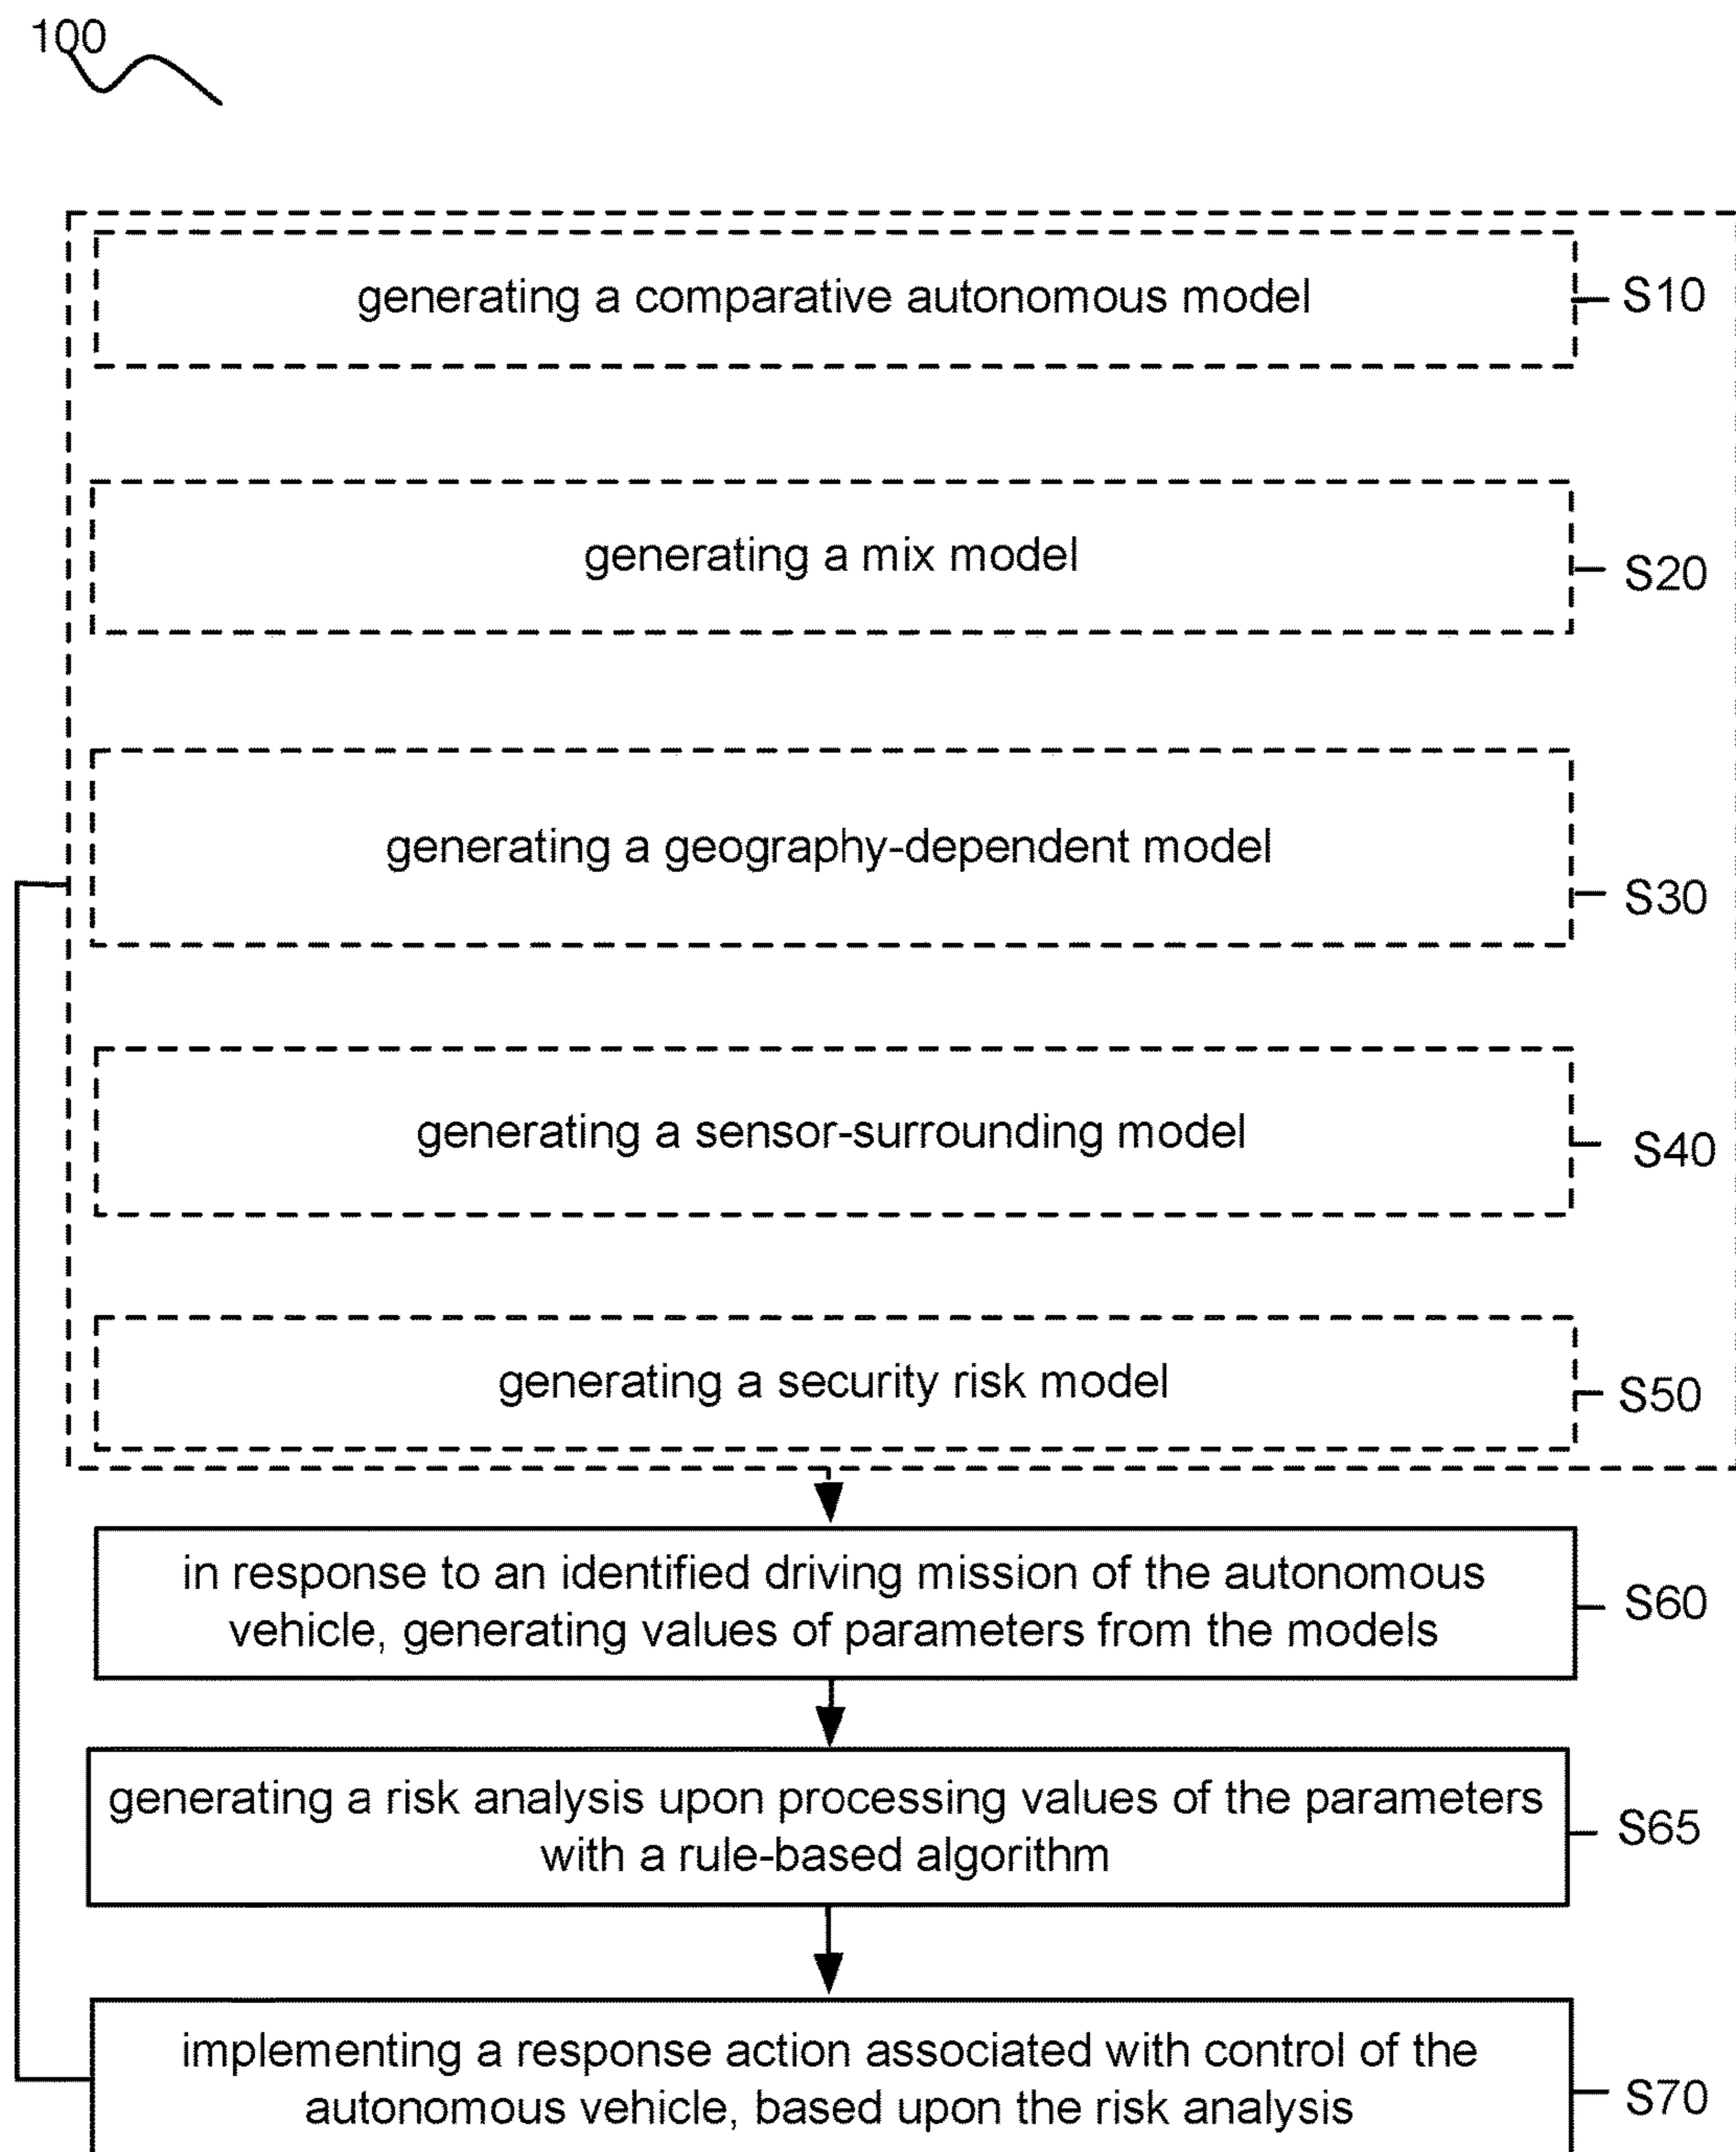 100
generating a comparative autonomous model
S10
generating a mix model
S20
generating a geography-dependent model
S30
generating a sensor-surrounding model
S40
generating a security risk model
S50
in response to an identified driving mission of the autonomous
vehicle, generating values of parameters from the models
S60
generating a risk analysis upon processing values of the parameters
with a rule-based algorithm
S65
implementing a response action associated with control of the
autonomous vehicle, based upon the risk analysis
S70